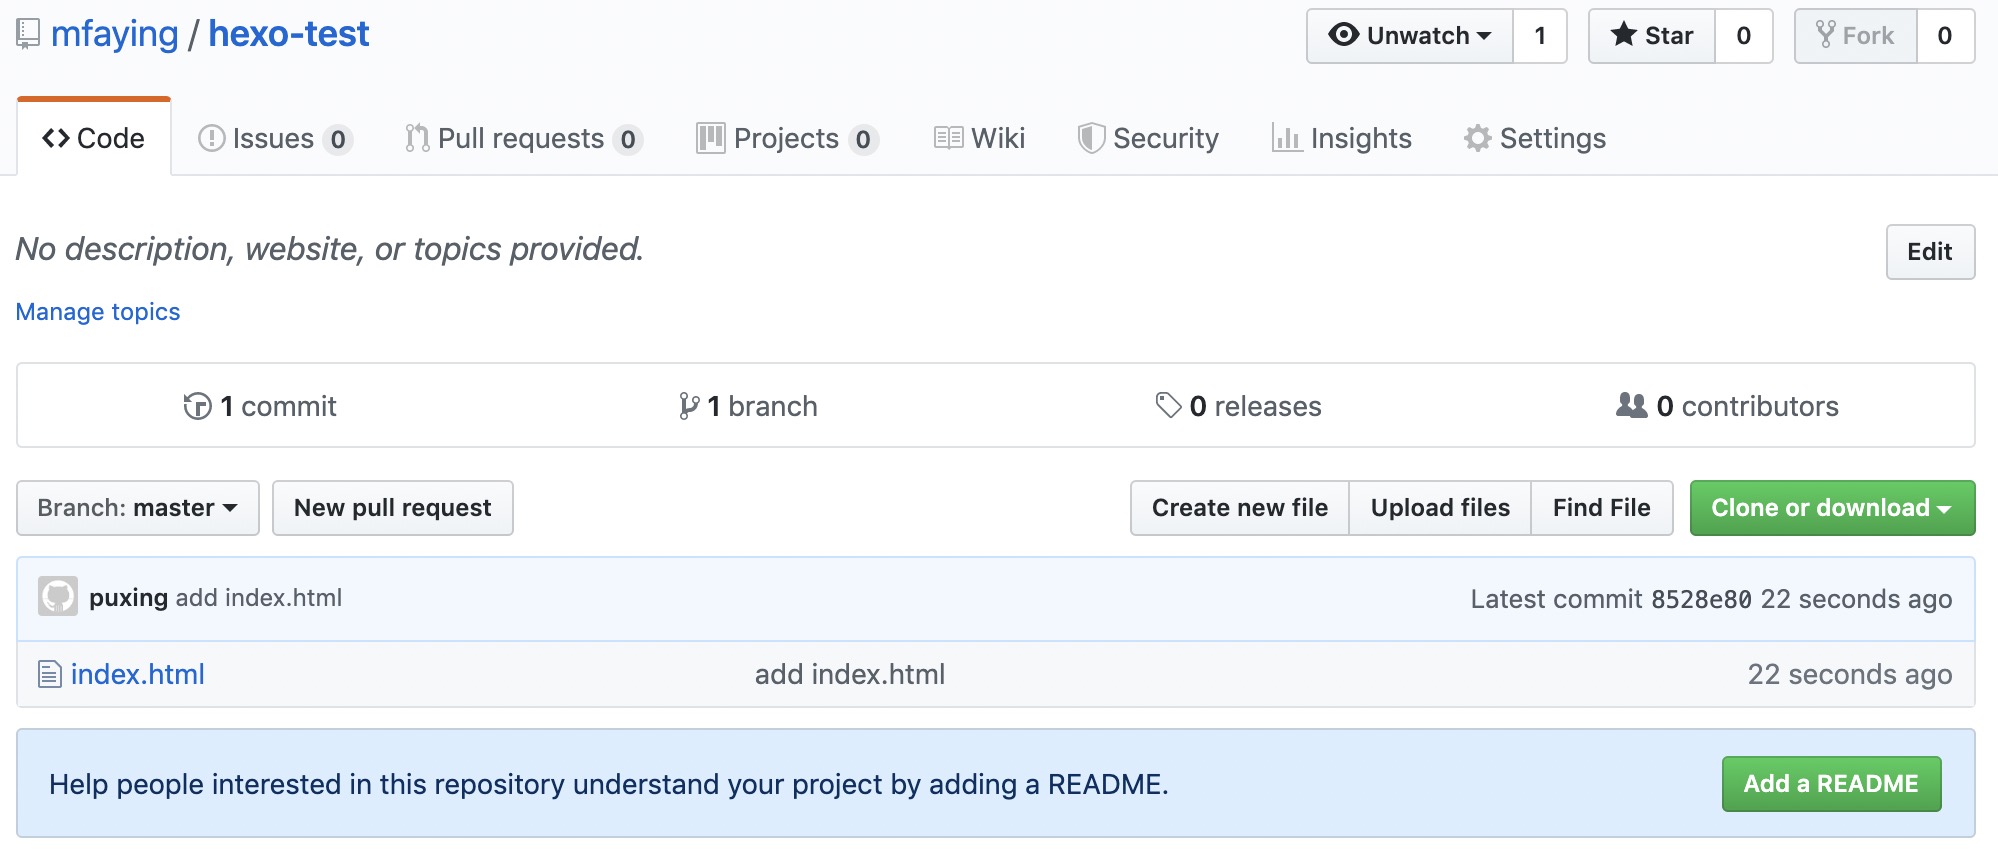 mfaying / hexo-test Unwatch 1 Star 0 Fork 0
Code Issues 0 Pull requests 0 Projects 0 Wiki Security Insights Settings
No description, website, or topics provided. Edit
Manage topics
1 commit 1 branch 0 releases 0 contributors
Branch: master New pull request Create new file Upload files Find File Clone or download
puxing add index.html Latest commit 8528e80 22 seconds ago
index.html add index.html 22 seconds ago
Help people interested in this repository understand your project by adding a README. Add a README